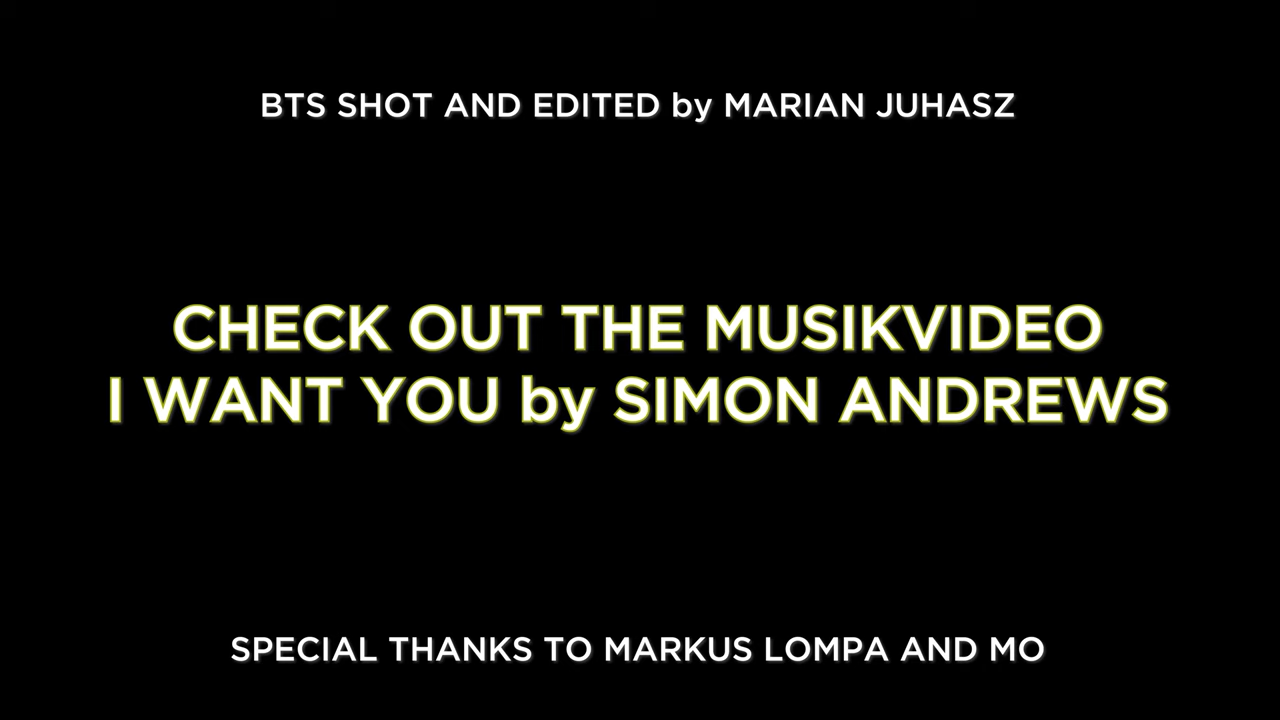 BTS SHOT AND EDITED by MARIAN JUHASZ
CHECK OUT THE MUSIKVIDEO
I WANT YOU by SIMON ANDREWS
SPECIAL THANKS TO MARKUS LOMPA AND MO